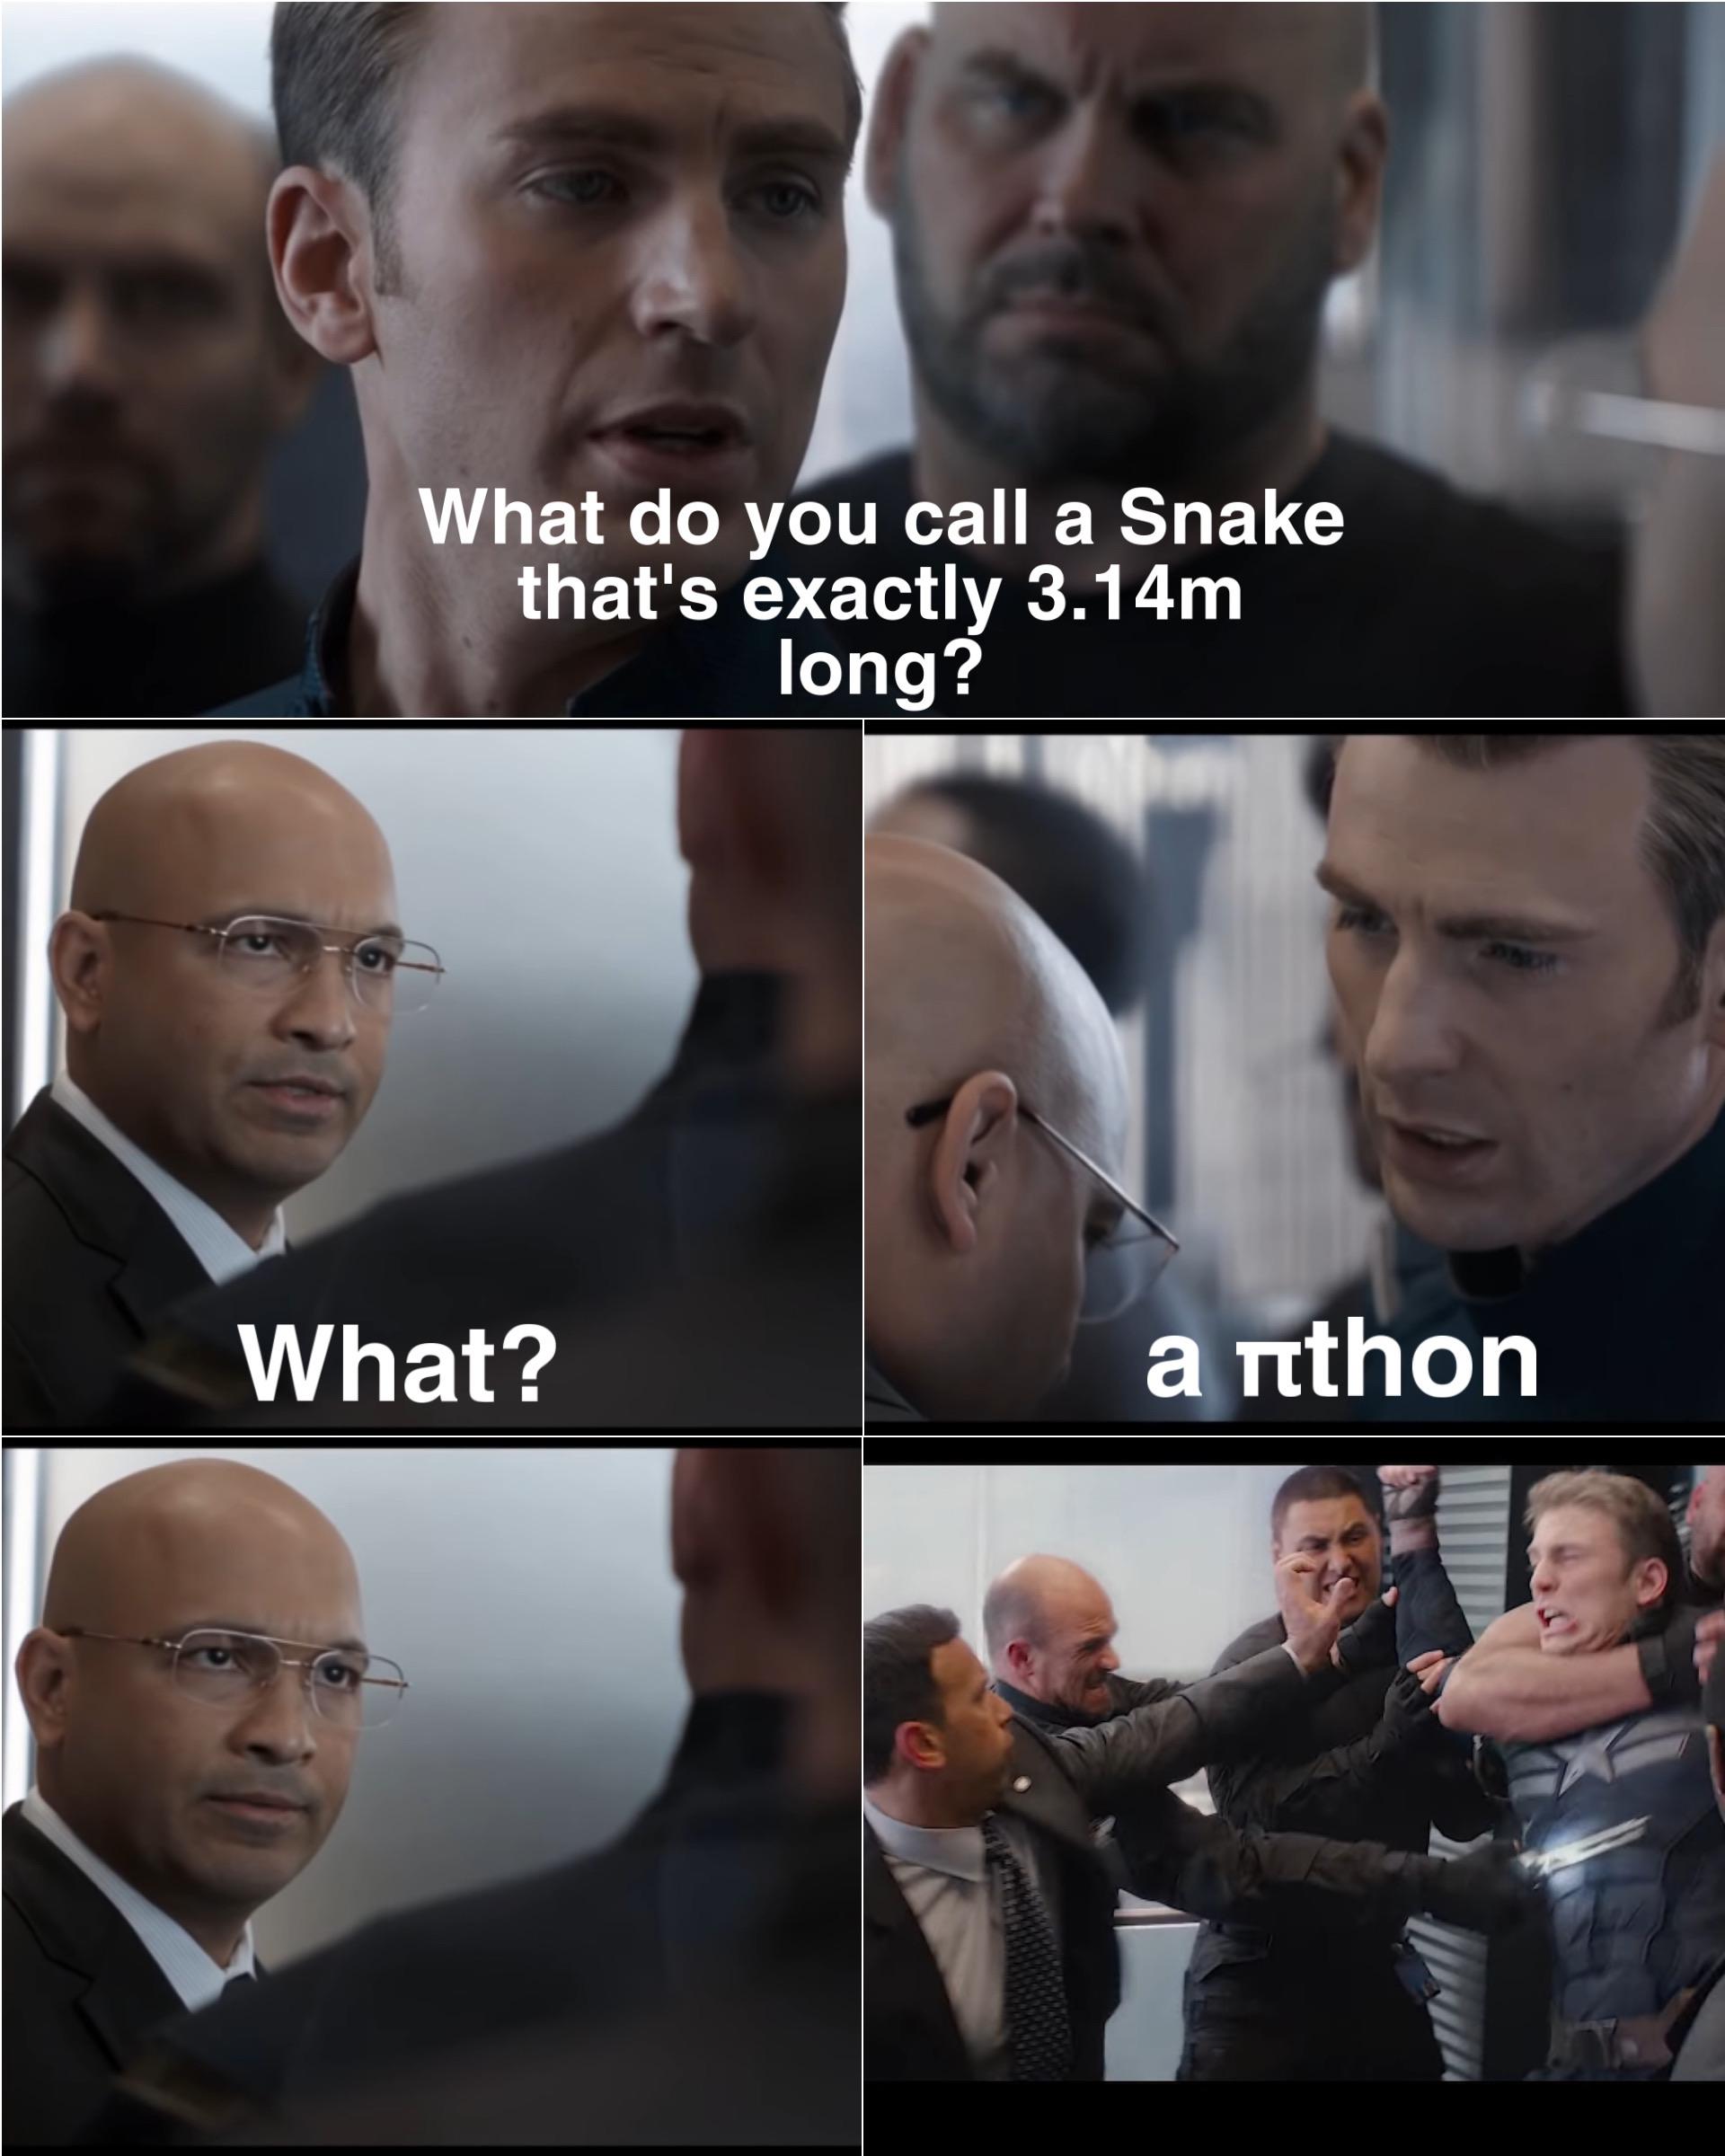 What do you call a Snake
that's exactly 3.14m
long?
What?
a πthon